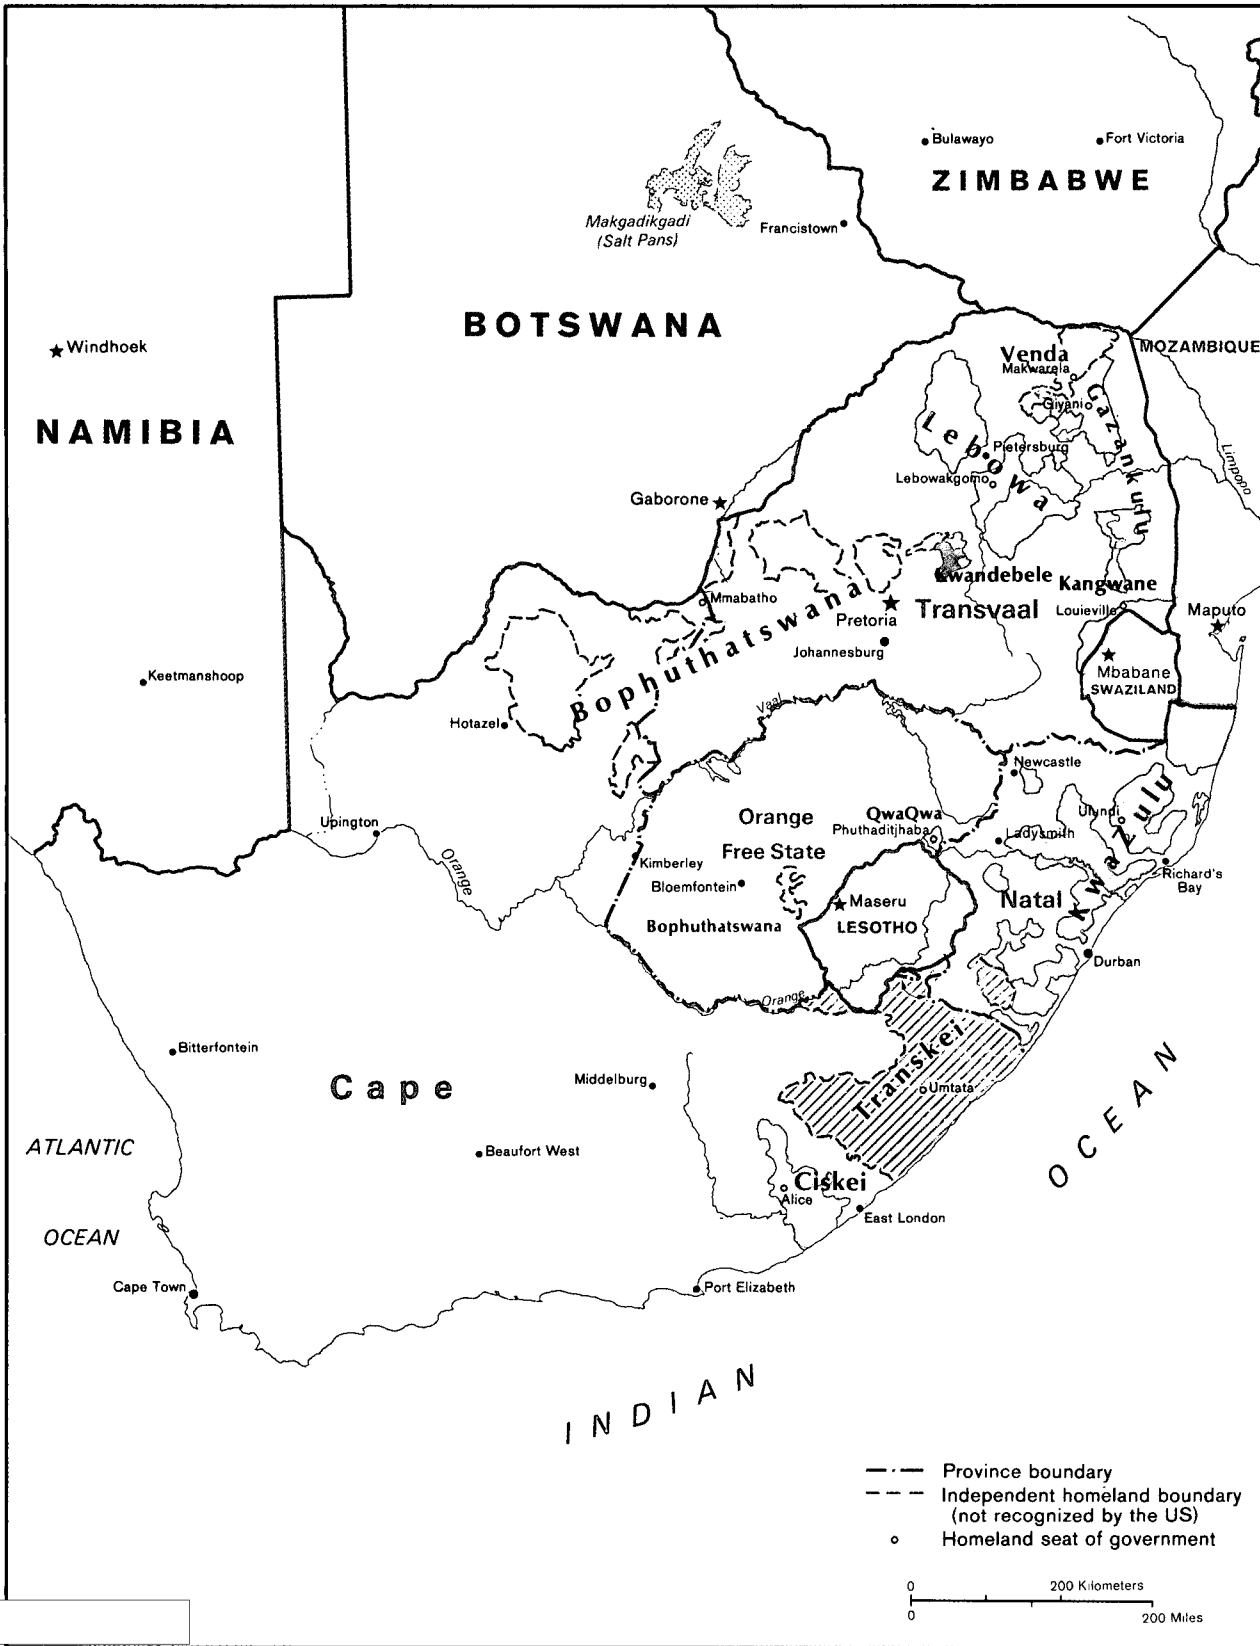 Bulawayo
Fort Victoria
ZIMBABWE
Makgadikgadi
(Salt Pans)
Francistown
BOTSWANA
Windhoek
NAMIBIA
MOZAMBIQUE
Venda
Makwarela
Giyani
Gazankulu
Lebowa
Pietersburg
Lebowakgomo
Limpopo
Gaborone
Kwandebele
Kangwane
Mmabatho
Bophuthatswana
Transvaal
Louieville
Maputo
Pretoria
Johannesburg
Mbabane
SWAZILAND
Keetmanshoop
Hotazel
Vaal
Newcastle
Ulundi
Kwa Zulu
Orange
Free State
QwaQwa
Phuthaditjhaba
Ladysmith
Upington
Orange
Kimberley
Bloemfontein
Maseru
LESOTHO
Natal
Richard's
Bay
Bophuthatswana
Durban
Orange
Bitterfontein
Cape
Middelburg
Transkei
Umtata
ATLANTIC
OCEAN
Beaufort West
Ciskei
Alice
East London
Cape Town
Port Elizabeth
INDIAN
OCEAN
Province boundary
Independent homeland boundary
(not recognized by the US)
Homeland seat of government
0 200 Kilometers
0 200 Miles